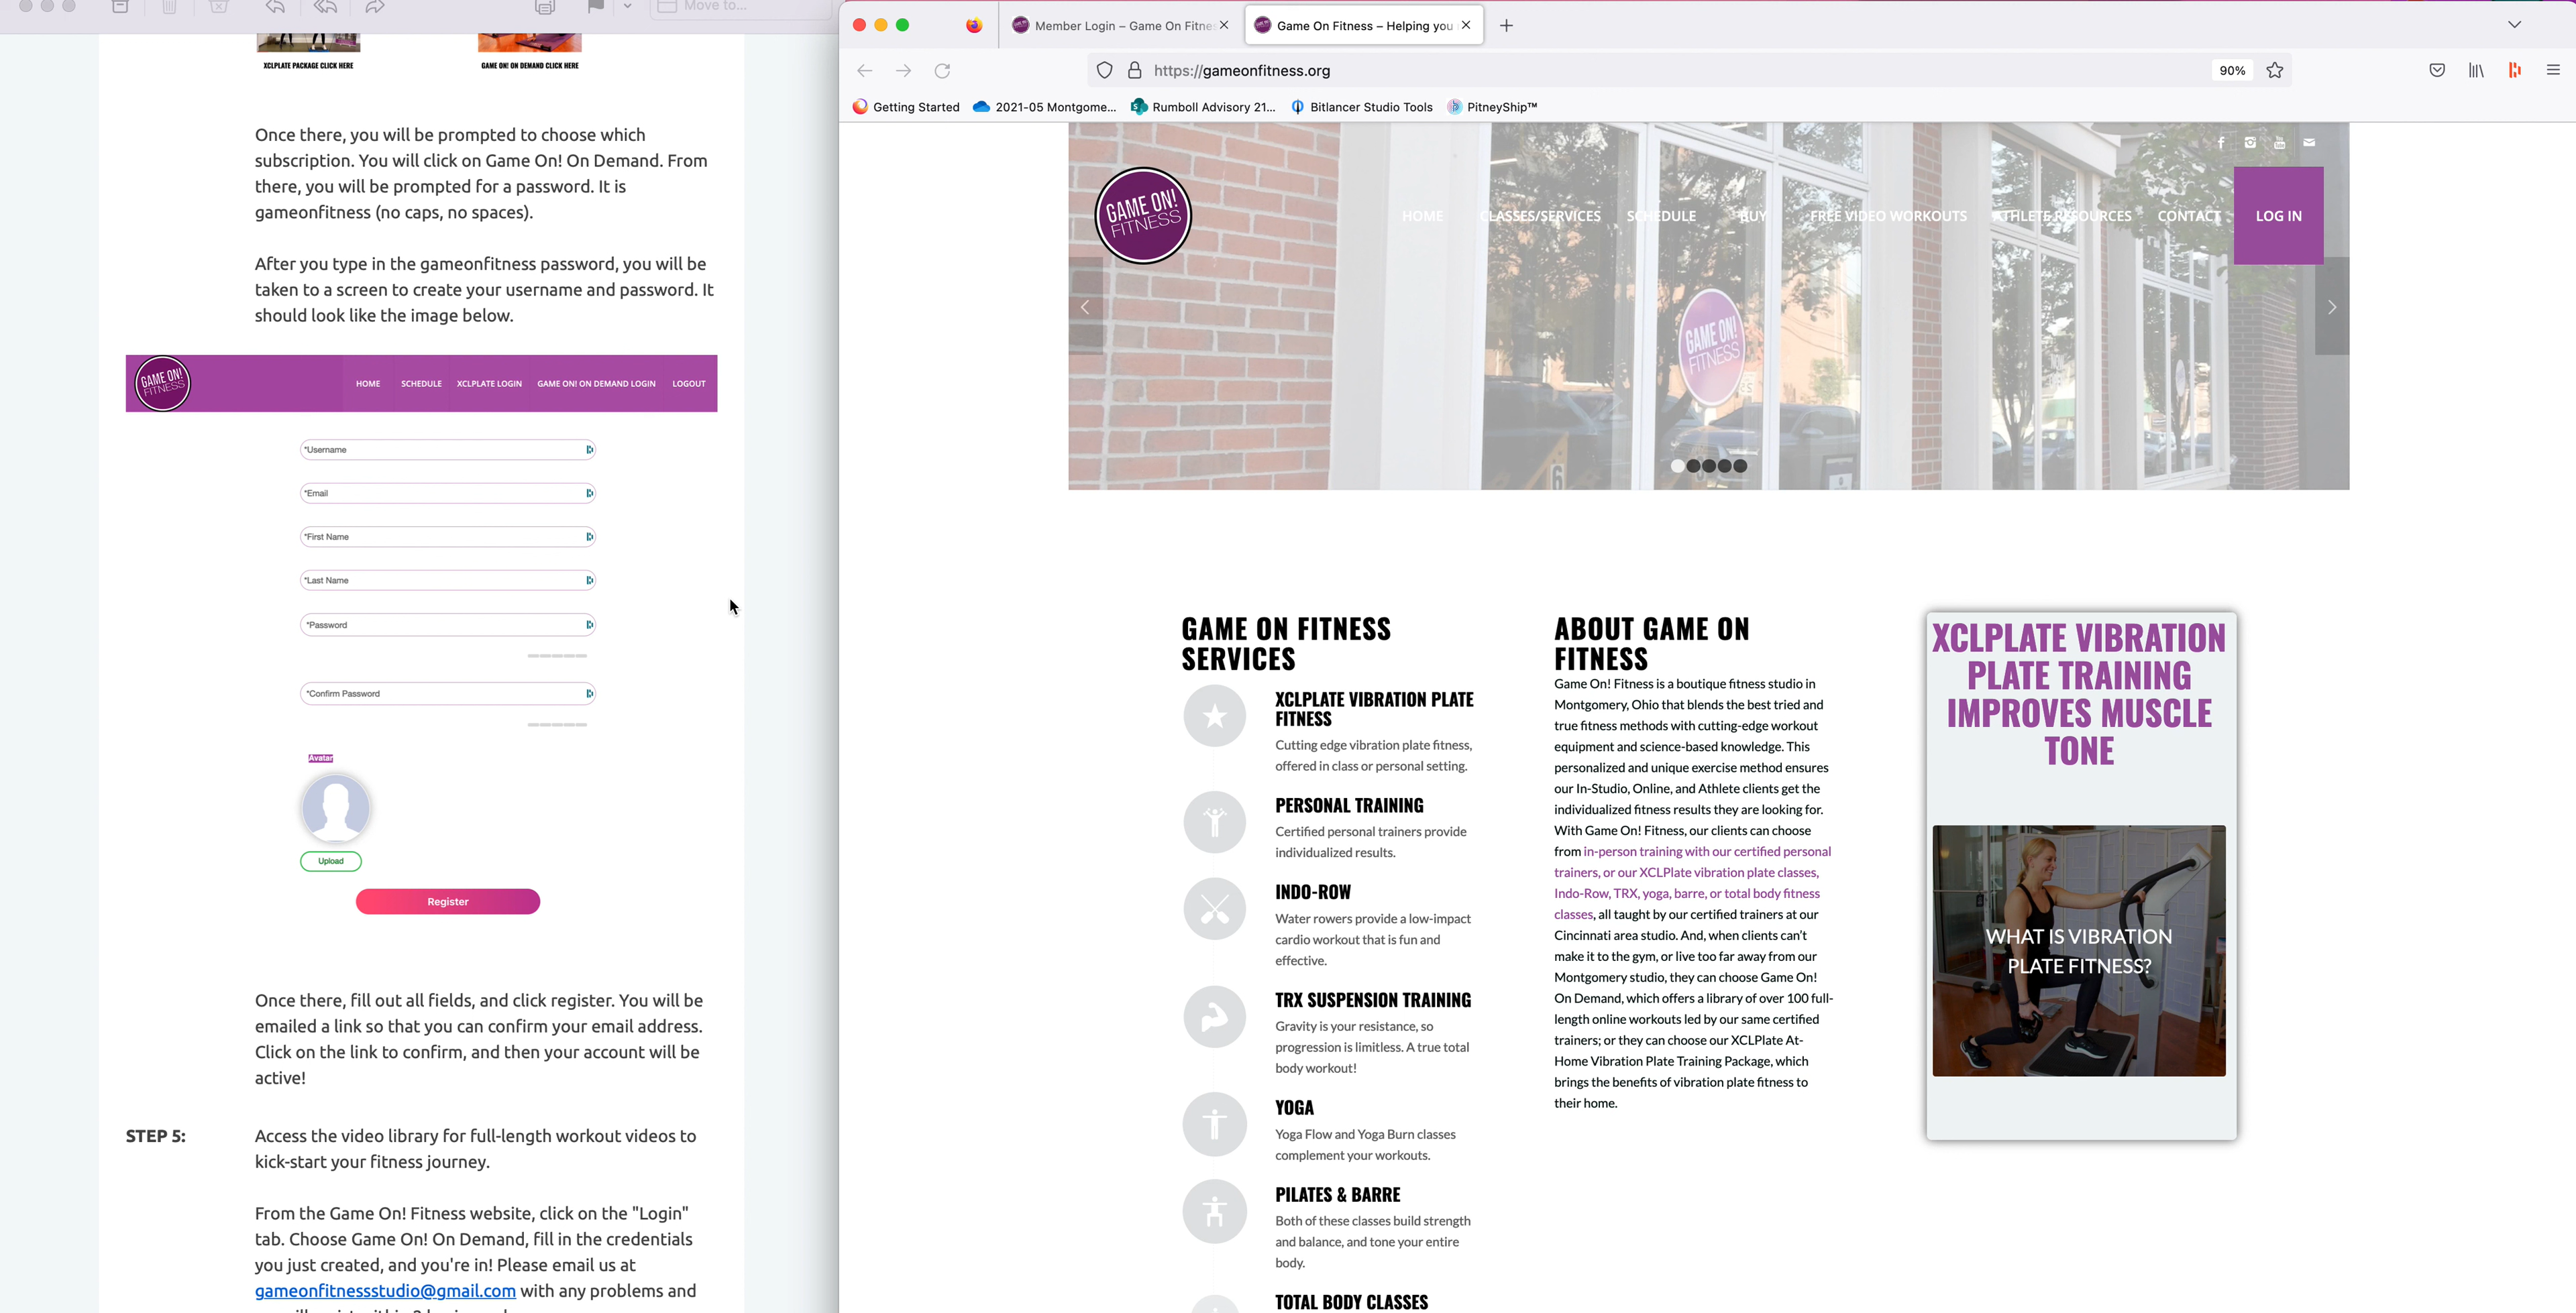 Move to...
XCLPLATE PACKAGE CLICK HERE
GAME ON! ON DEMAND CLICK HERE
Once there, you will be prompted to choose which
subscription. You will click on Game On! On Demand. From
there, you will be prompted for a password. It is
gameonfitness (no caps, no spaces).
After you type in the gameonfitness password, you will be
taken to a screen to create your username and password. It
should look like the image below.
GAME ON!
FITNESS
HOME
SCHEDULE
XCLPLATE LOGIN
GAME ON! ON DEMAND LOGIN
LOGOUT
*Username
*Email
*First Name
*Last Name
*Password
*Confirm Password
Avatar
Upload
Register
Once there, fill out all fields, and click register. You will be
emailed a link so that you can confirm your email address.
Click on the link to confirm, and then your account will be
active!
STEP 5:
Access the video library for full-length workout videos to
kick-start your fitness journey.
From the Game On! Fitness website, click on the "Login"
tab. Choose Game On! On Demand, fill in the credentials
you just created, and you're in! Please email us at
gameonfitnessstudio@gmail.com with any problems and
Member Login – Game On Fitnes
Game On Fitness – Helping you
https://gameonfitness.org
90%
Getting Started
2021-05 Montgome...
Rumboll Advisory 21...
Bitlancer Studio Tools
PitneyShip™
GAME ON!
FITNESS
HOME
CLASSES/SERVICES
SCHEDULE
BUY
FREE VIDEO WORKOUTS
ATHLETE RESOURCES
CONTACT
LOG IN
GAME ON!
FITNESS
6
GAME ON FITNESS
SERVICES
XCLPLATE VIBRATION PLATE
FITNESS
Cutting edge vibration plate fitness,
offered in class or personal setting.
PERSONAL TRAINING
Certified personal trainers provide
individualized results.
INDO-ROW
Water rowers provide a low-impact
cardio workout that is fun and
effective.
TRX SUSPENSION TRAINING
Gravity is your resistance, so
progression is limitless. A true total
body workout!
YOGA
Yoga Flow and Yoga Burn classes
complement your workouts.
PILATES & BARRE
Both of these classes build strength
and balance, and tone your entire
body.
TOTAL BODY CLASSES
ABOUT GAME ON
FITNESS
Game On! Fitness is a boutique fitness studio in
Montgomery, Ohio that blends the best tried and
true fitness methods with cutting-edge workout
equipment and science-based knowledge. This
personalized and unique exercise method ensures
our In-Studio, Online, and Athlete clients get the
individualized fitness results they are looking for.
With Game On! Fitness, our clients can choose
from in-person training with our certified personal
trainers, or our XCLPlate vibration plate classes,
Indo-Row, TRX, yoga, barre, or total body fitness
classes, all taught by our certified trainers at our
Cincinnati area studio. And, when clients can't
make it to the gym, or live too far away from our
Montgomery studio, they can choose Game On!
On Demand, which offers a library of over 100 full-
length online workouts led by our same certified
trainers; or they can choose our XCLPlate At-
Home Vibration Plate Training Package, which
brings the benefits of vibration plate fitness to
their home.
XCLPLATE VIBRATION
PLATE TRAINING
IMPROVES MUSCLE
TONE
WHAT IS VIBRATION
PLATE FITNESS?